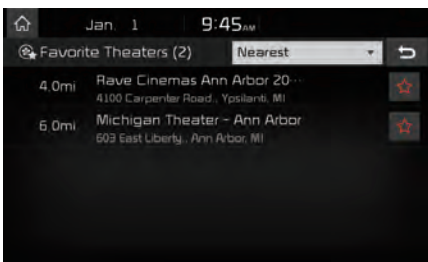 Jan. 1 9:45AM
Favorite Theaters (2) Nearest
4.0mi Rave Cinemas Ann Arbor 20...
4100 Carpenter Road., Ypsilanti, MI
6.0mi Michigan Theater - Ann Arbor
603 East Liberty., Ann Arbor, MI